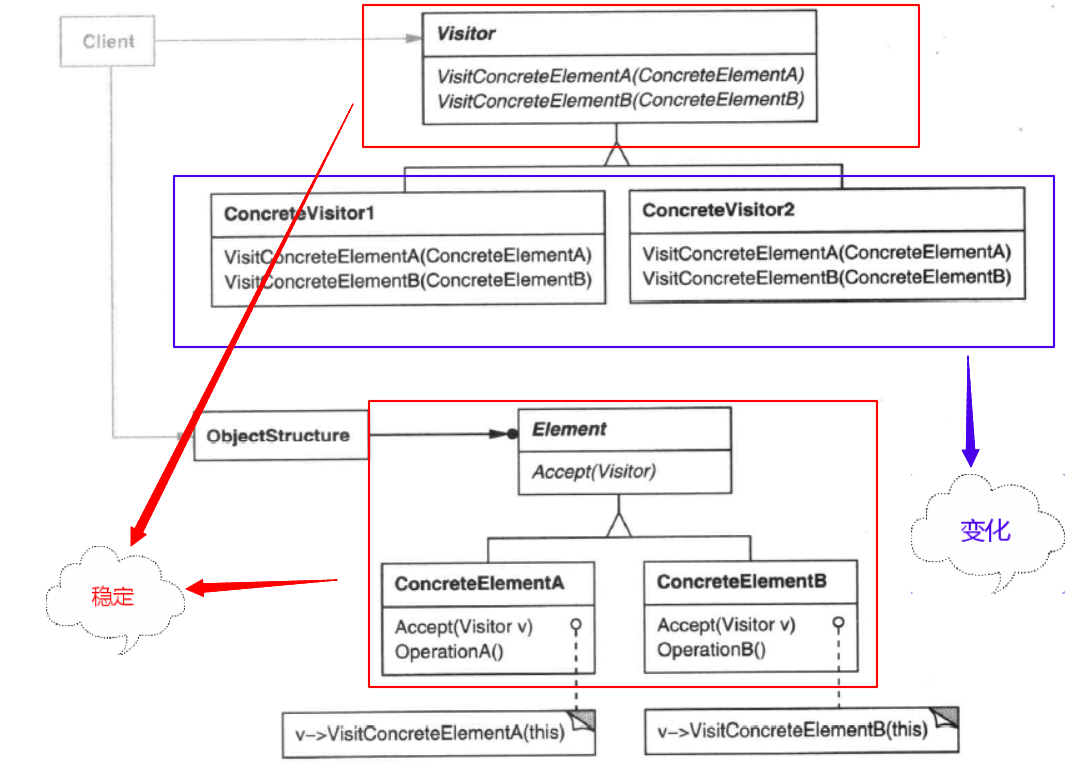 Client
Visitor
VisitConcreteElementA(ConcreteElementA)
VisitConcreteElementB(ConcreteElementB)
ConcreteVisitor1
VisitConcreteElementA(ConcreteElementA)
VisitConcreteElementB(ConcreteElementB)
ConcreteVisitor2
VisitConcreteElementA(ConcreteElementA)
VisitConcreteElementB(ConcreteElementB)
ObjectStructure
Element
Accept(Visitor)
变化
稳定
ConcreteElementA
Accept(Visitor v)
OperationA()
ConcreteElementB
Accept(Visitor v)
OperationB()
v->VisitConcreteElementA(this)
v->VisitConcreteElementB(this)